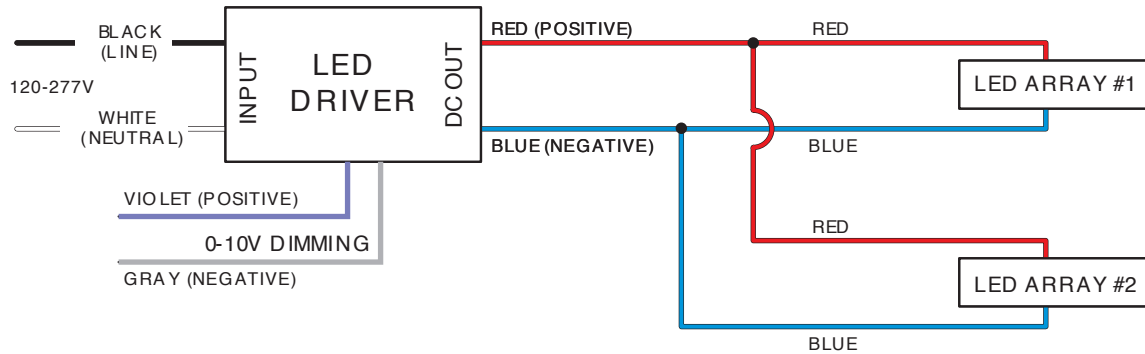 BLACK
(LINE)
120-277V
WHITE
(NEUTRAL)
INPUT
LED
DRIVER
DC OUT
RED (POSITIVE)
RED
LED ARRAY #1
BLUE (NEGATIVE)
BLUE
VIOLET (POSITIVE)
0-10V DIMMING
GRAY (NEGATIVE)
RED
LED ARRAY #2
BLUE